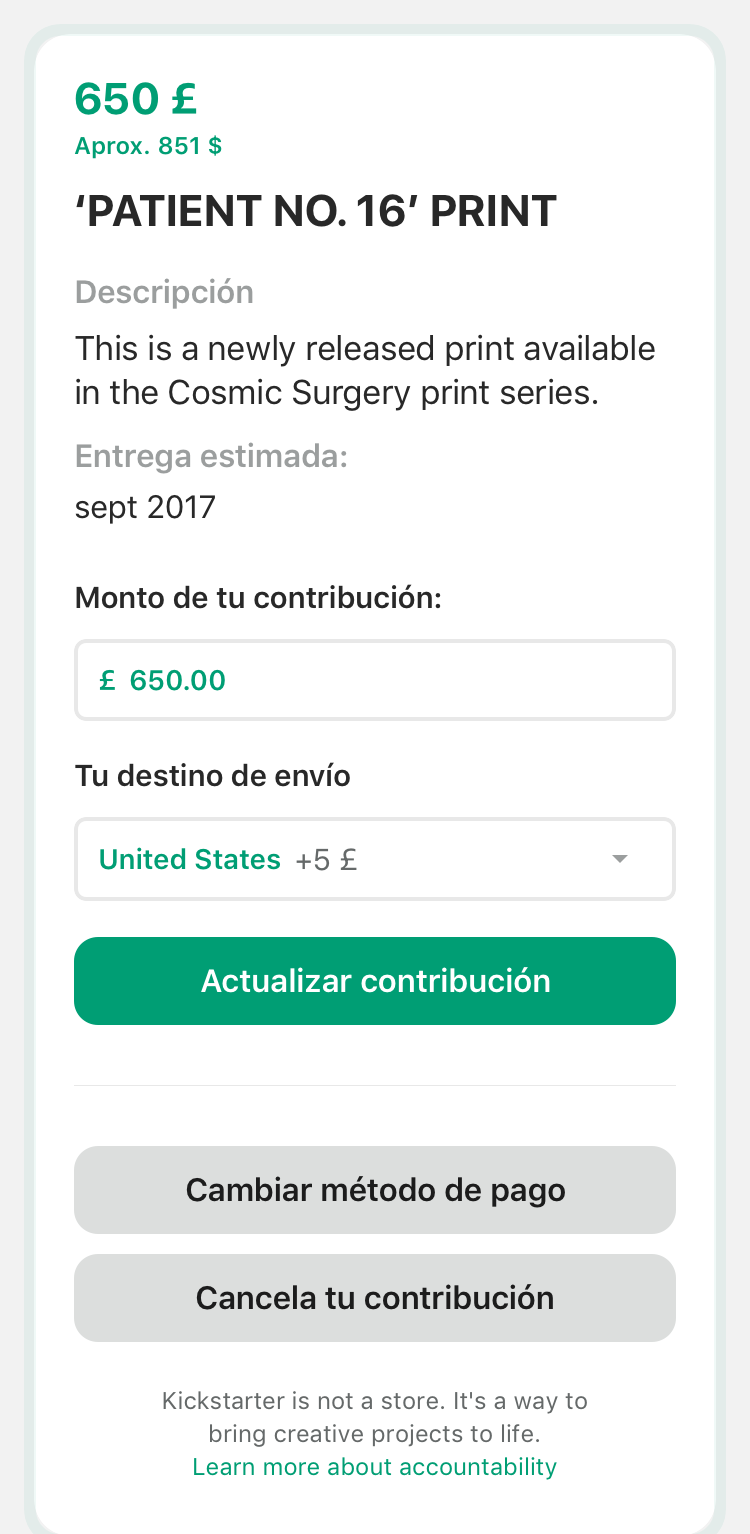 650 £
Aprox. 851 $
‘PATIENT NO. 16’ PRINT
Descripción
This is a newly released print available
in the Cosmic Surgery print series.
Entrega estimada:
sept 2017
Monto de tu contribución:
£ 650.00
Tu destino de envío
United States +5 £
Actualizar contribución
Cambiar método de pago
Cancela tu contribución
Kickstarter is not a store. It's a way to
bring creative projects to life.
Learn more about accountability